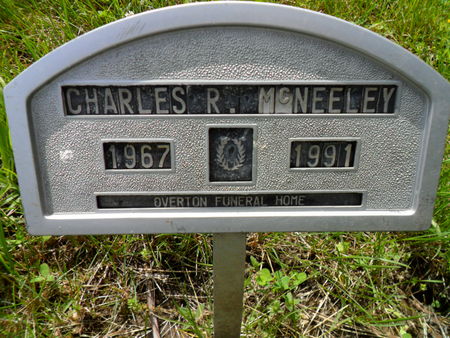 CHARLES R. McNEELEY
1967 1991
OVERTON FUNERAL HOME